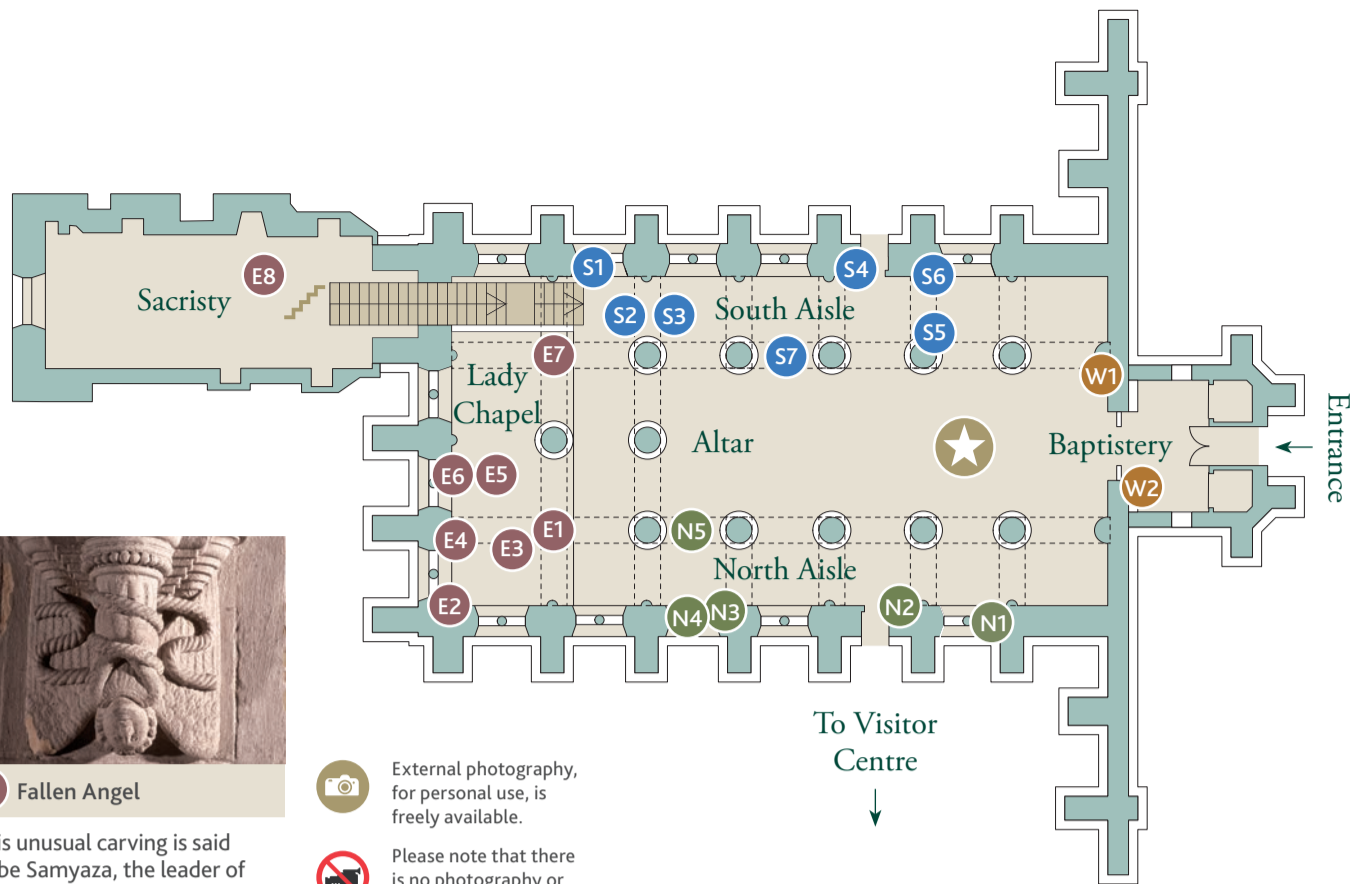 E8
Sacristy
S1
S2
S3
South Aisle
S4
S6
S5
S7
E7
Lady
Chapel
Altar
W1
Baptistery
W2
Entrance
E6
E5
E4
E3
E1
E2
N5
North Aisle
N4
N3
N2
N1
To Visitor
Centre
Fallen Angel
is unusual carving is said
be Samyaza, the leader of
External photography,
for personal use, is
freely available.
Please note that there
is no photography or